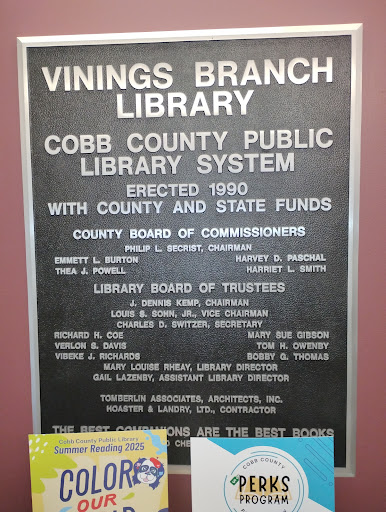 VININGS BRANCH
LIBRARY
COBB COUNTY PUBLIC
LIBRARY SYSTEM
ERECTED 1990
WITH COUNTY AND STATE FUNDS
COUNTY BOARD OF COMMISSIONERS
PHILIP L. SECRIST, CHAIRMAN
EMMETT L. BURTON HARVEY D. PASCHAL
THEA J. POWELL HARRIET L. SMITH
LIBRARY BOARD OF TRUSTEES
J. DENNIS KEMP, CHAIRMAN
LOUIS S. SOHN, JR., VICE CHAIRMAN
CHARLES D. SWITZER, SECRETARY
RICHARD H. COE MARY SUE GIBSON
VERLON S. DAVIS TOM H. OWENBY
VIBEKE J. RICHARDS BOBBY G. THOMAS
MARY LOUISE RHEAY, LIBRARY DIRECTOR
GAIL LAZENBY, ASSISTANT LIBRARY DIRECTOR
TOMBERLIN ASSOCIATES, ARCHITECTS, INC.
HOASTER & LANDRY, LTD., CONTRACTOR
THE BEST COMPANIONS ARE THE BEST BOOKS
Cobb County Public Library
Summer Reading 2025
COLOR
OUR
COBB COUNTY
PERKS
PROGRAM